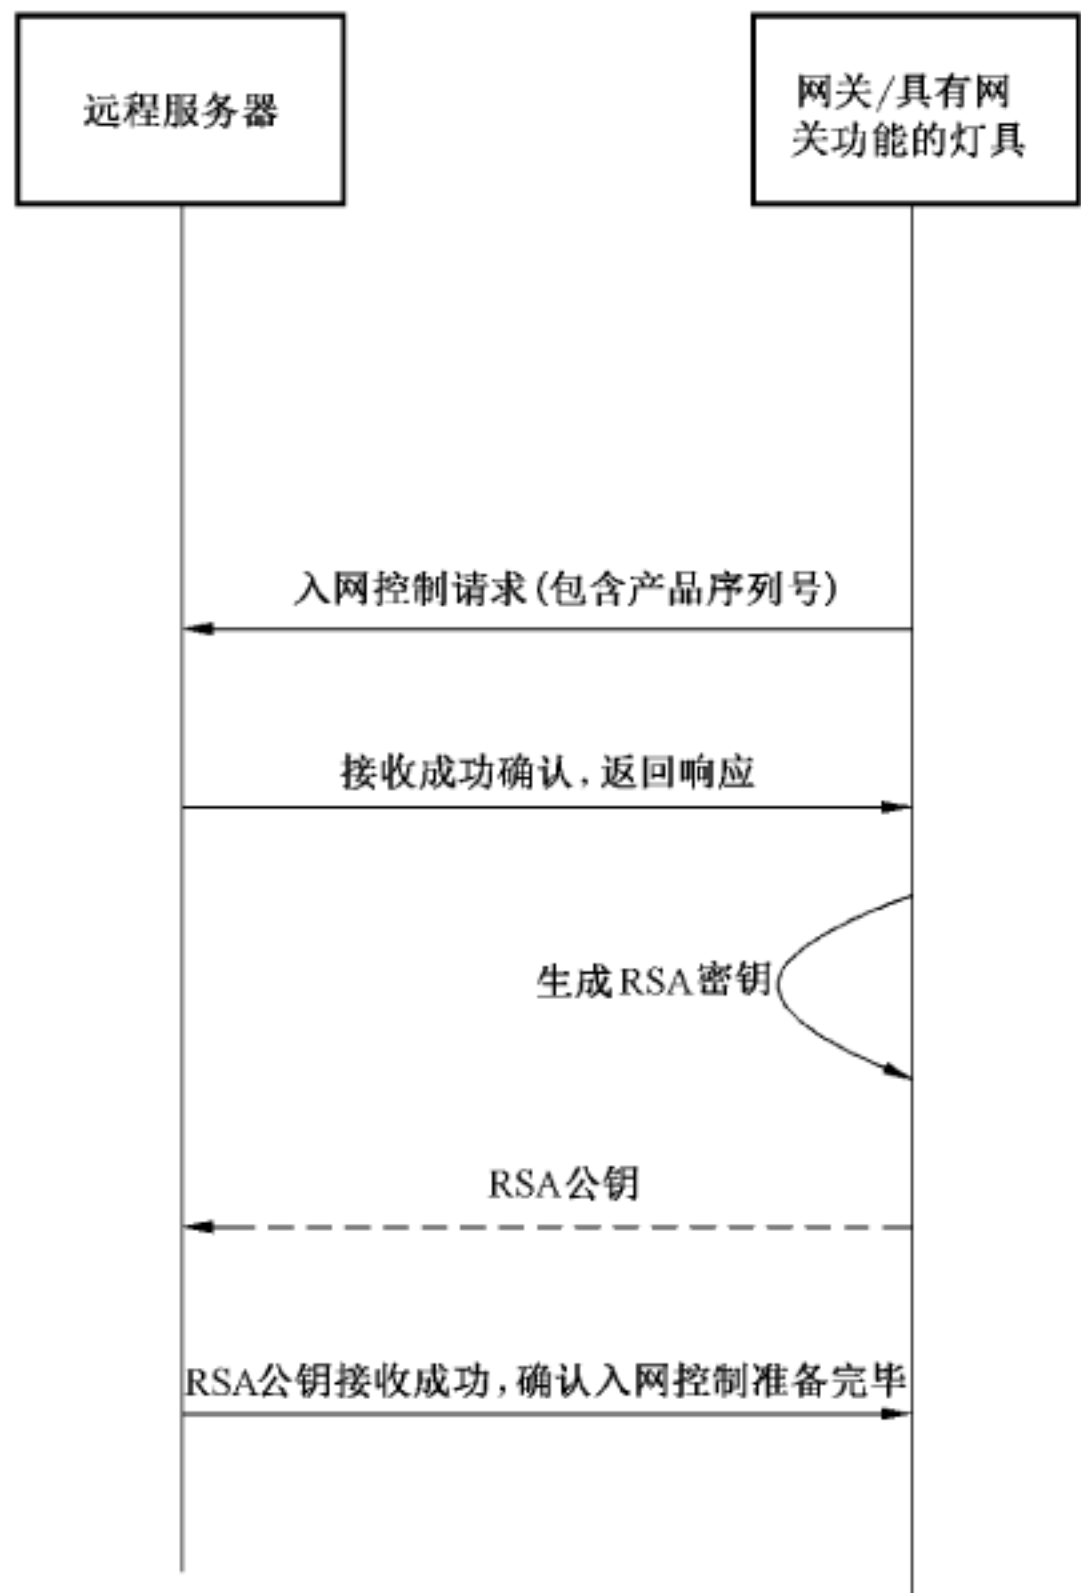 远程服务器
网关/具有网
关功能的灯具
入网控制请求(包含产品序列号)
接收成功确认,返回响应
生成RSA密钥
RSA公钥
RSA公钥接收成功,确认入网控制准备完毕